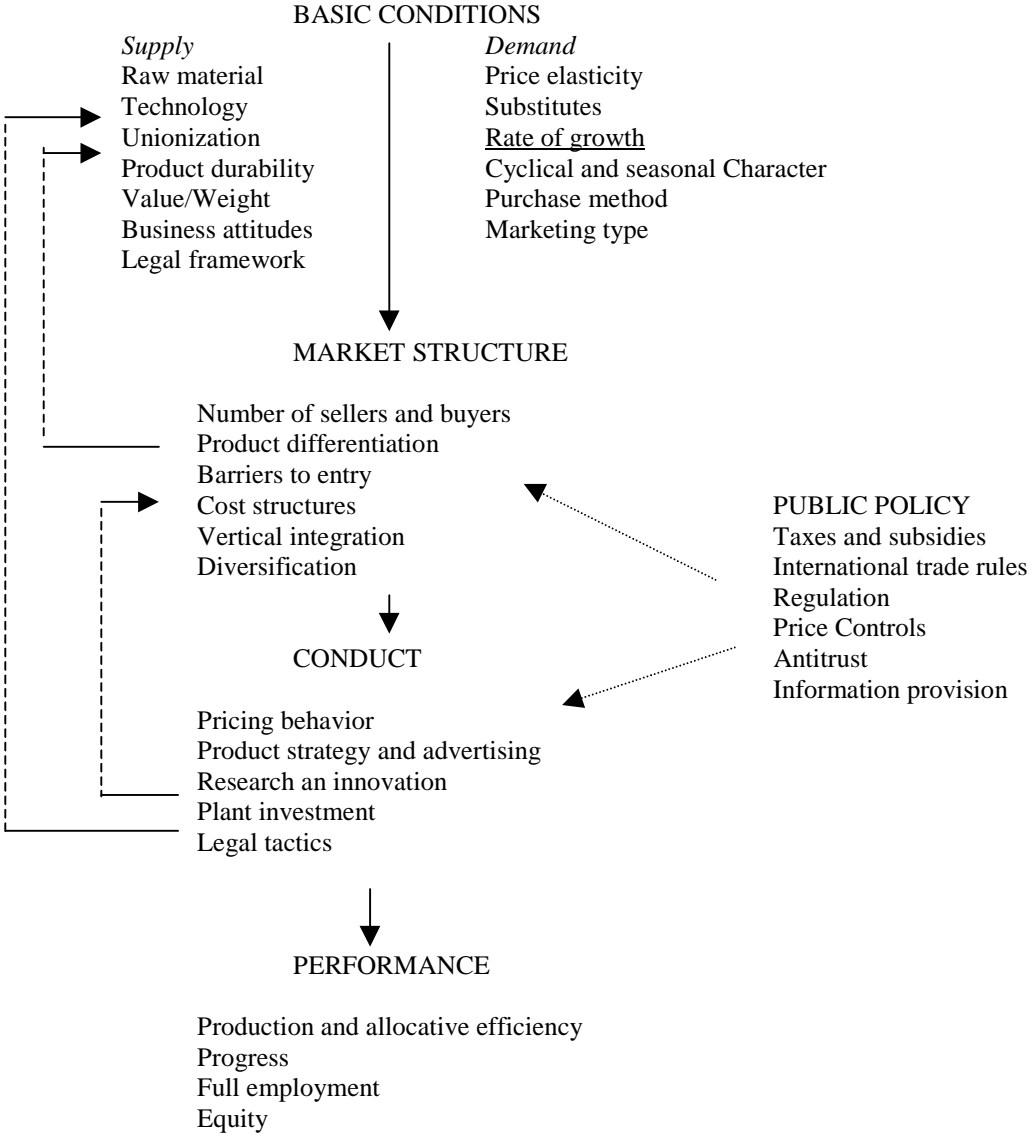 BASIC CONDITIONS
Supply
Raw material
Technology
Unionization
Product durability
Value/Weight
Business attitudes
Legal framework
Demand
Price elasticity
Substitutes
Rate of growth
Cyclical and seasonal Character
Purchase method
Marketing type
MARKET STRUCTURE
Number of sellers and buyers
Product differentiation
Barriers to entry
Cost structures
Vertical integration
Diversification
PUBLIC POLICY
Taxes and subsidies
International trade rules
Regulation
Price Controls
Antitrust
Information provision
CONDUCT
Pricing behavior
Product strategy and advertising
Research an innovation
Plant investment
Legal tactics
PERFORMANCE
Production and allocative efficiency
Progress
Full employment
Equity